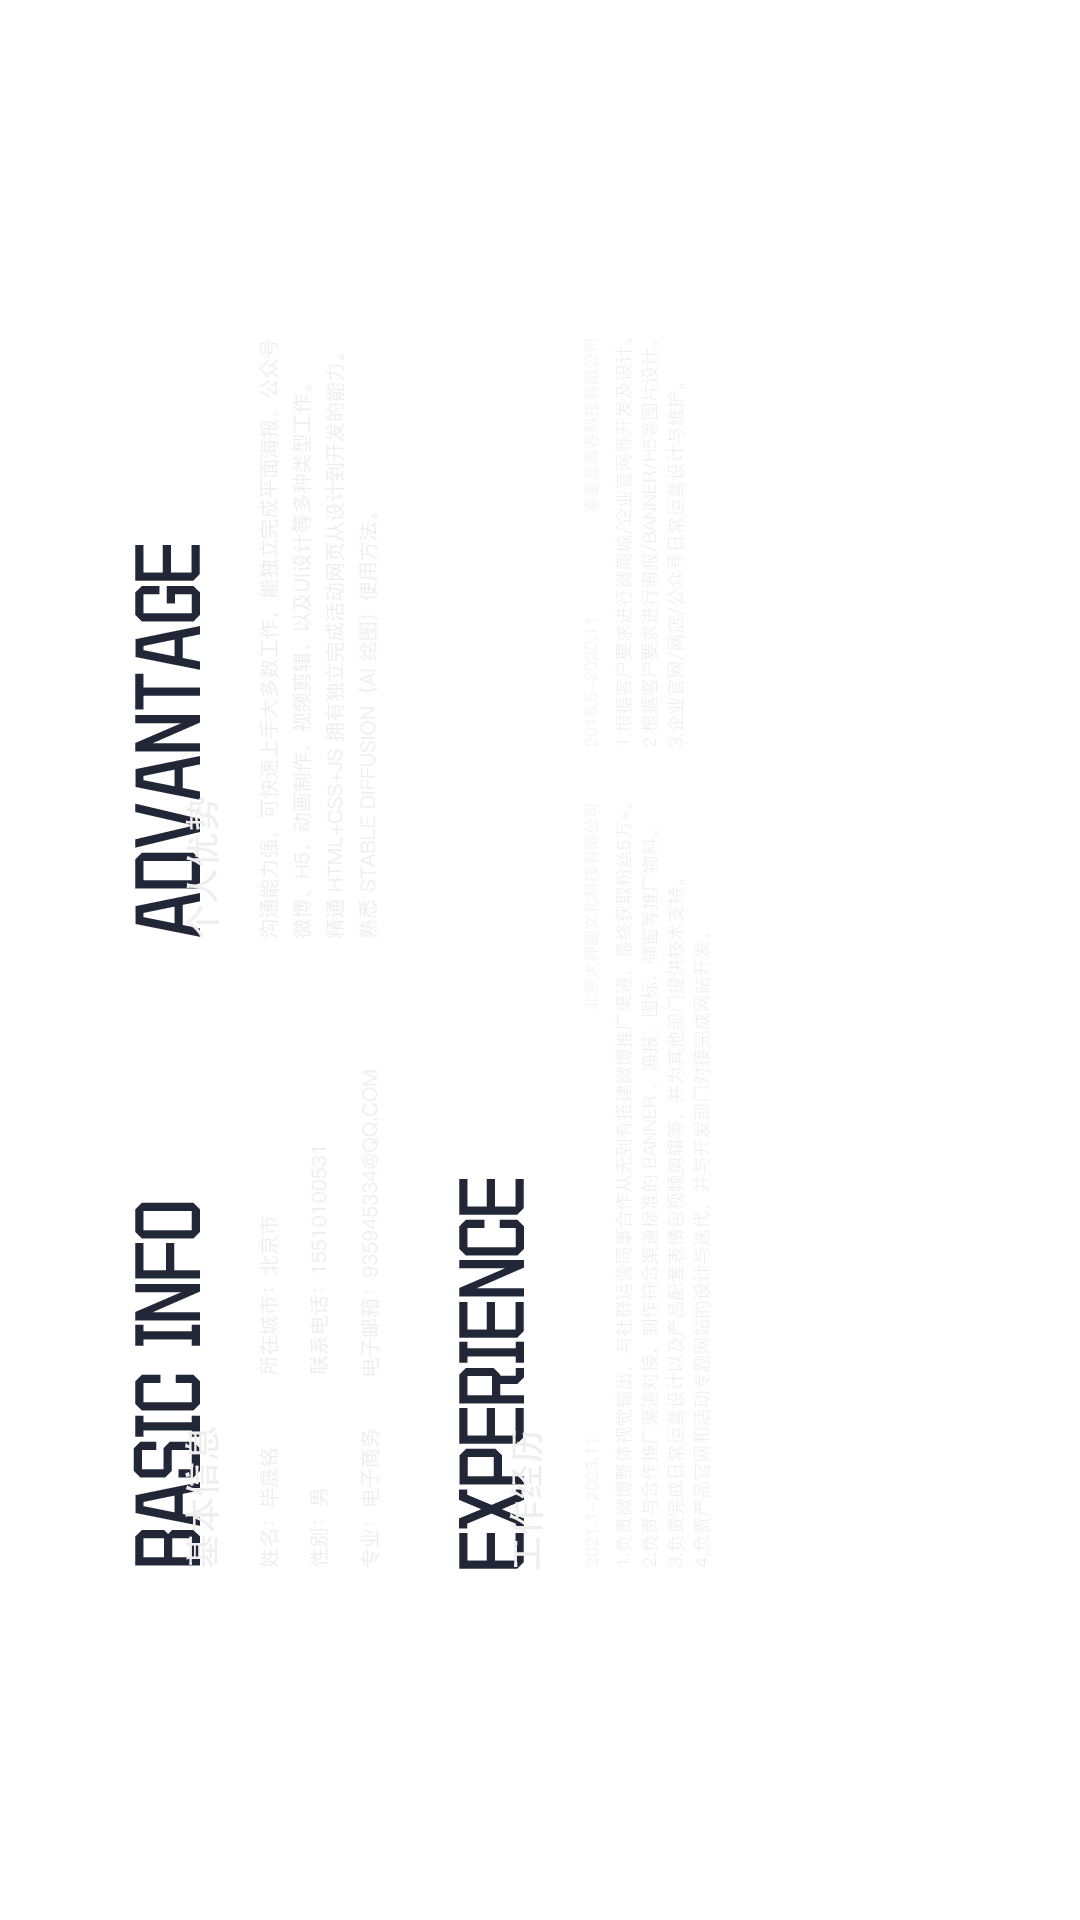 BASIC INFO
基本信息
姓名：毕晟铭
所在城市：北京市
性别：男
联系电话：15510100531
专业：电子商务
电子邮箱：935945334@QQ.COM
ADVANTAGE
个人优势
沟通能力强，可快速上手大多数工作，能独立完成平面海报、公众号
微博、H5、动画制作、视频剪辑、以及UI设计等多种类型工作。
精通 HTML+CSS+JS 拥有独立完成活动网页从设计到开发的能力。
熟悉 STABLE DIFFUSION（AI 绘图）使用方法。
EXPERIENCE
工作经历
2021.1-2023.11
北京大神圈文化科技有限公司
1.负责微博整体视觉输出，与社群运营同事合作从无到有搭建微博推广渠道，最终获取粉丝5万+。
2.负责与合作推广渠道对接，制作符合渠道标准的 BANNER 、海报、图标、弹窗等推广物料。
3.负责完成日常运营设计以及产品配套表情包视频剪辑等，并为其他部门提供技术支持。
4.负责产品官网和活动专题网站的设计与迭代，并与开发部门对接完成网站开发。
2018.5-2020.11
秦皇岛海客科技有限公司
1.根据客户要求进行微商城/企业官网等开发及设计。
2.根据客户要求进行海报/BANNER/H5等图片设计。
3.企业官网/网店/公众号日常运营设计与维护。